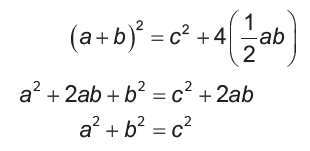 (a+b)² = c² + 4(½ab)
a² + 2ab + b² = c² + 2ab
a² + b² = c²